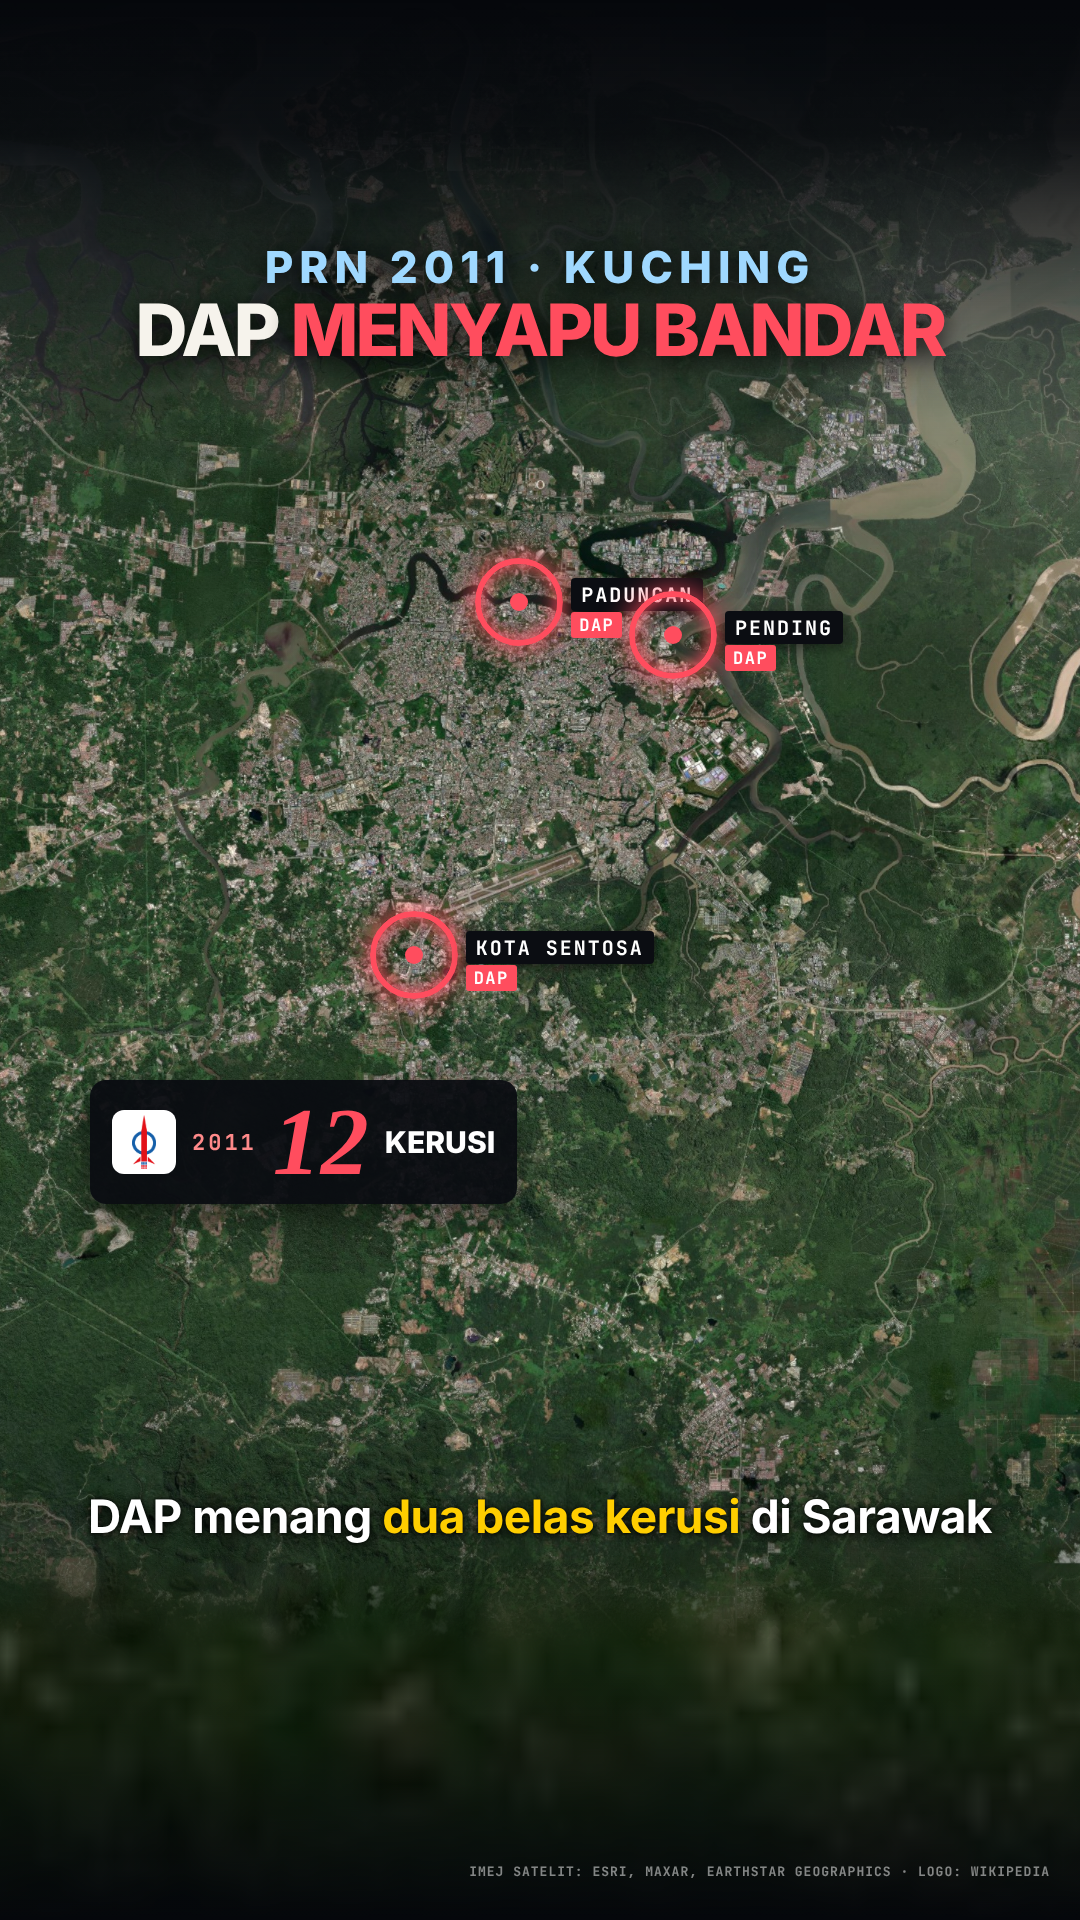 PRN 2011 · KUCHING
DAP MENYAPU BANDAR
PADUNGAN
DAP
PENDING
DAP
KOTA SENTOSA
DAP
2011 12 KERUSI
DAP menang dua belas kerusi di Sarawak
IMEJ SATELIT: ESRI, MAXAR, EARTHSTAR GEOGRAPHICS · LOGO: WIKIPEDIA